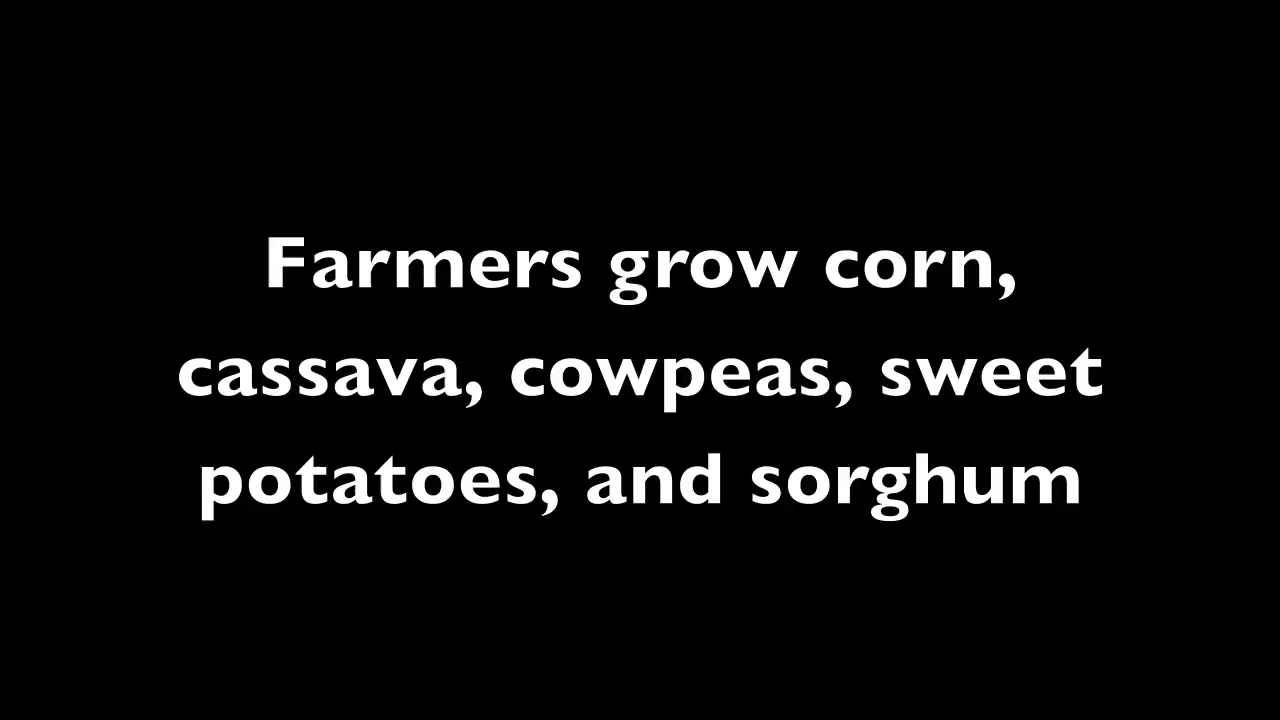 Farmers grow corn,
cassava, cowpeas, sweet
potatoes, and sorghum